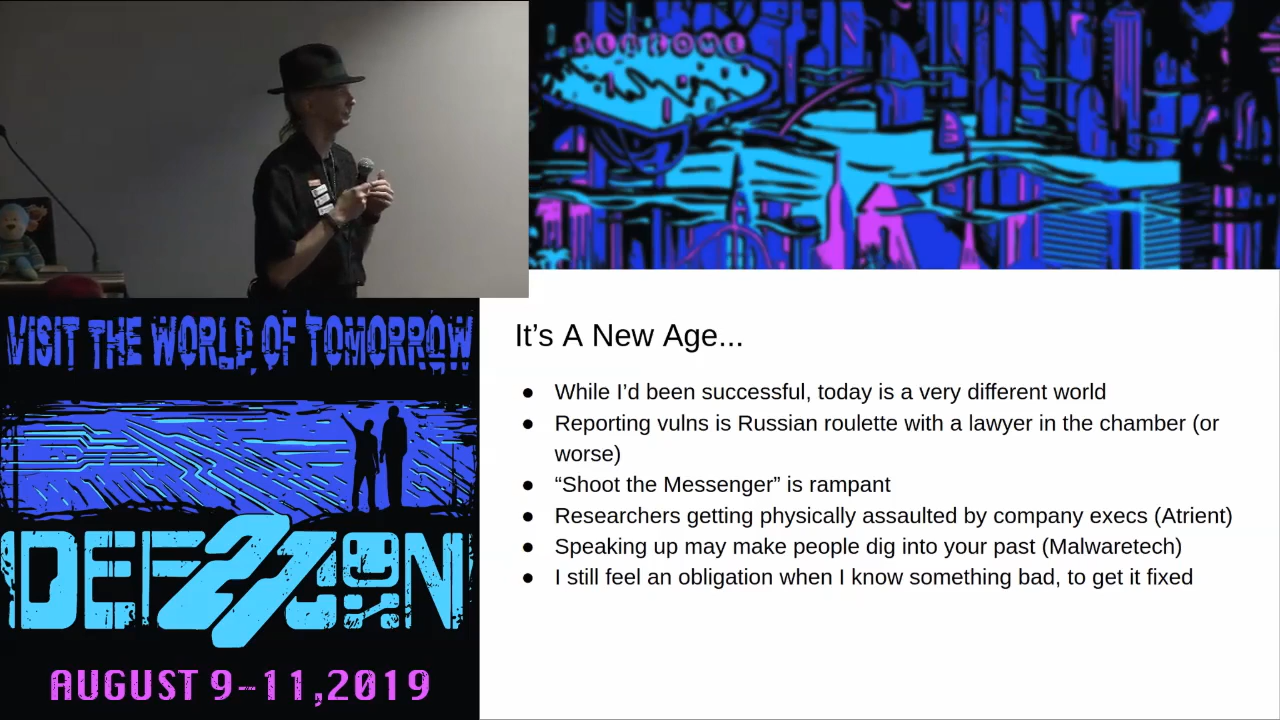 VISIT THE WORLD OF TOMORROW
DEF 27 CON
AUGUST 9-11,2019
It's A New Age...
● While I'd been successful, today is a very different world
● Reporting vulns is Russian roulette with a lawyer in the chamber (or
worse)
● “Shoot the Messenger” is rampant
● Researchers getting physically assaulted by company execs (Atrient)
● Speaking up may make people dig into your past (Malwaretech)
● I still feel an obligation when I know something bad, to get it fixed